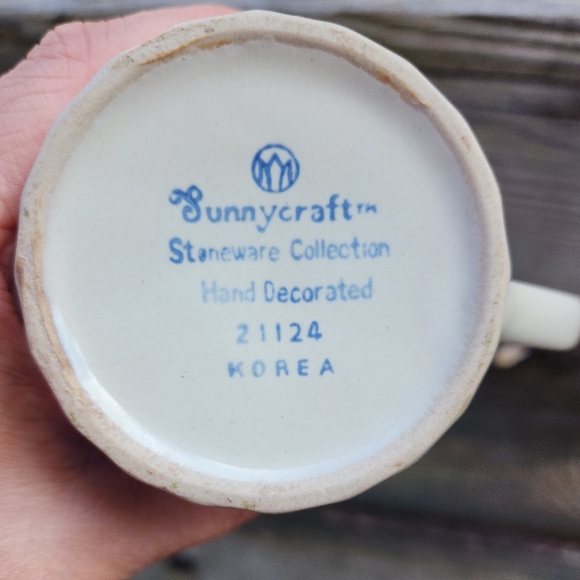 Sunnycraft™
Stoneware Collection
Hand Decorated
21124
KOREA